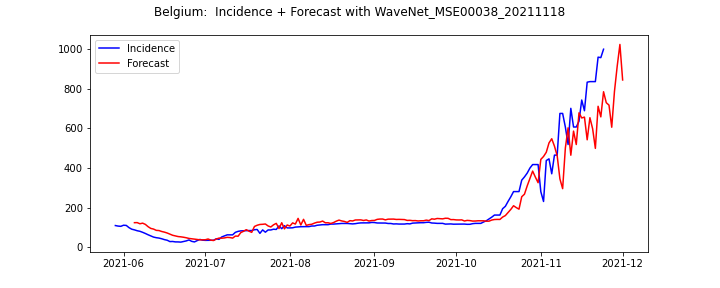 Belgium:  Incidence + Forecast with WaveNet_MSE00038_20211118
Incidence
Forecast
1000
800
600
400
200
0
2021-06 2021-07 2021-08 2021-09 2021-10 2021-11 2021-12